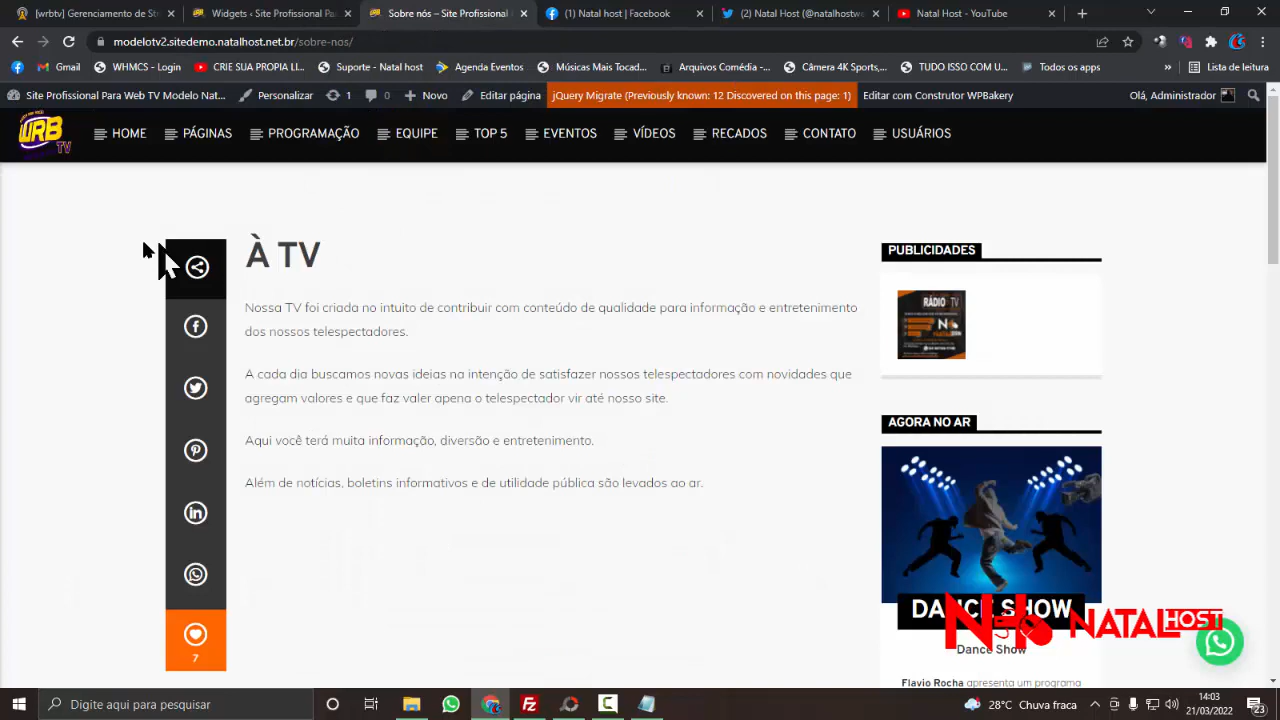 [wrbtv] Gerenciamento de Str
Widgets ‹ Site Profissional Pa
Sobre nós – Site Profissional
(1) Natal host | Facebook
(2) Natal Host (@natalhostwe
Natal Host - YouTube
modelotv2.sitedemo.natalhost.net.br/sobre-nos/
Gmail
WHMCS - Login
CRIE SUA PROPIA LI...
Suporte - Natal host
Agenda Eventos
Músicas Mais Tocad...
Arquivos Comédia -...
Câmera 4K Sports,...
TUDO ISSO COM U...
Todos os apps
»
Lista de leitura
Site Profissional Para Web TV Modelo Nat...
Personalizar
1
0
Novo
Editar página
jQuery Migrate (Previously known: 12 Discovered on this page: 1)
Editar com Construtor WPBakery
Olá, Administrador
WRB
TV
HOME
PÁGINAS
PROGRAMAÇÃO
EQUIPE
TOP 5
EVENTOS
VÍDEOS
RECADOS
CONTATO
USUÁRIOS
À TV
Nossa TV foi criada no intuito de contribuir com conteúdo de qualidade para informação e entretenimento
dos nossos telespectadores.
A cada dia buscamos novas ideias na intenção de satisfazer nossos telespectadores com novidades que
agregam valores e que faz valer apena o telespectador vir até nosso site.
Aqui você terá muita informação, diversão e entretenimento.
Além de notícias, boletins informativos e de utilidade pública são levados ao ar.
7
PUBLICIDADES
RÁDIO TV
AGORA NO AR
DANCE SHOW
NATAL HOST
Dance Show
Flavio Rocha apresenta um programa
Digite aqui para pesquisar
28°C Chuva fraca
14:03
21/03/2022
23